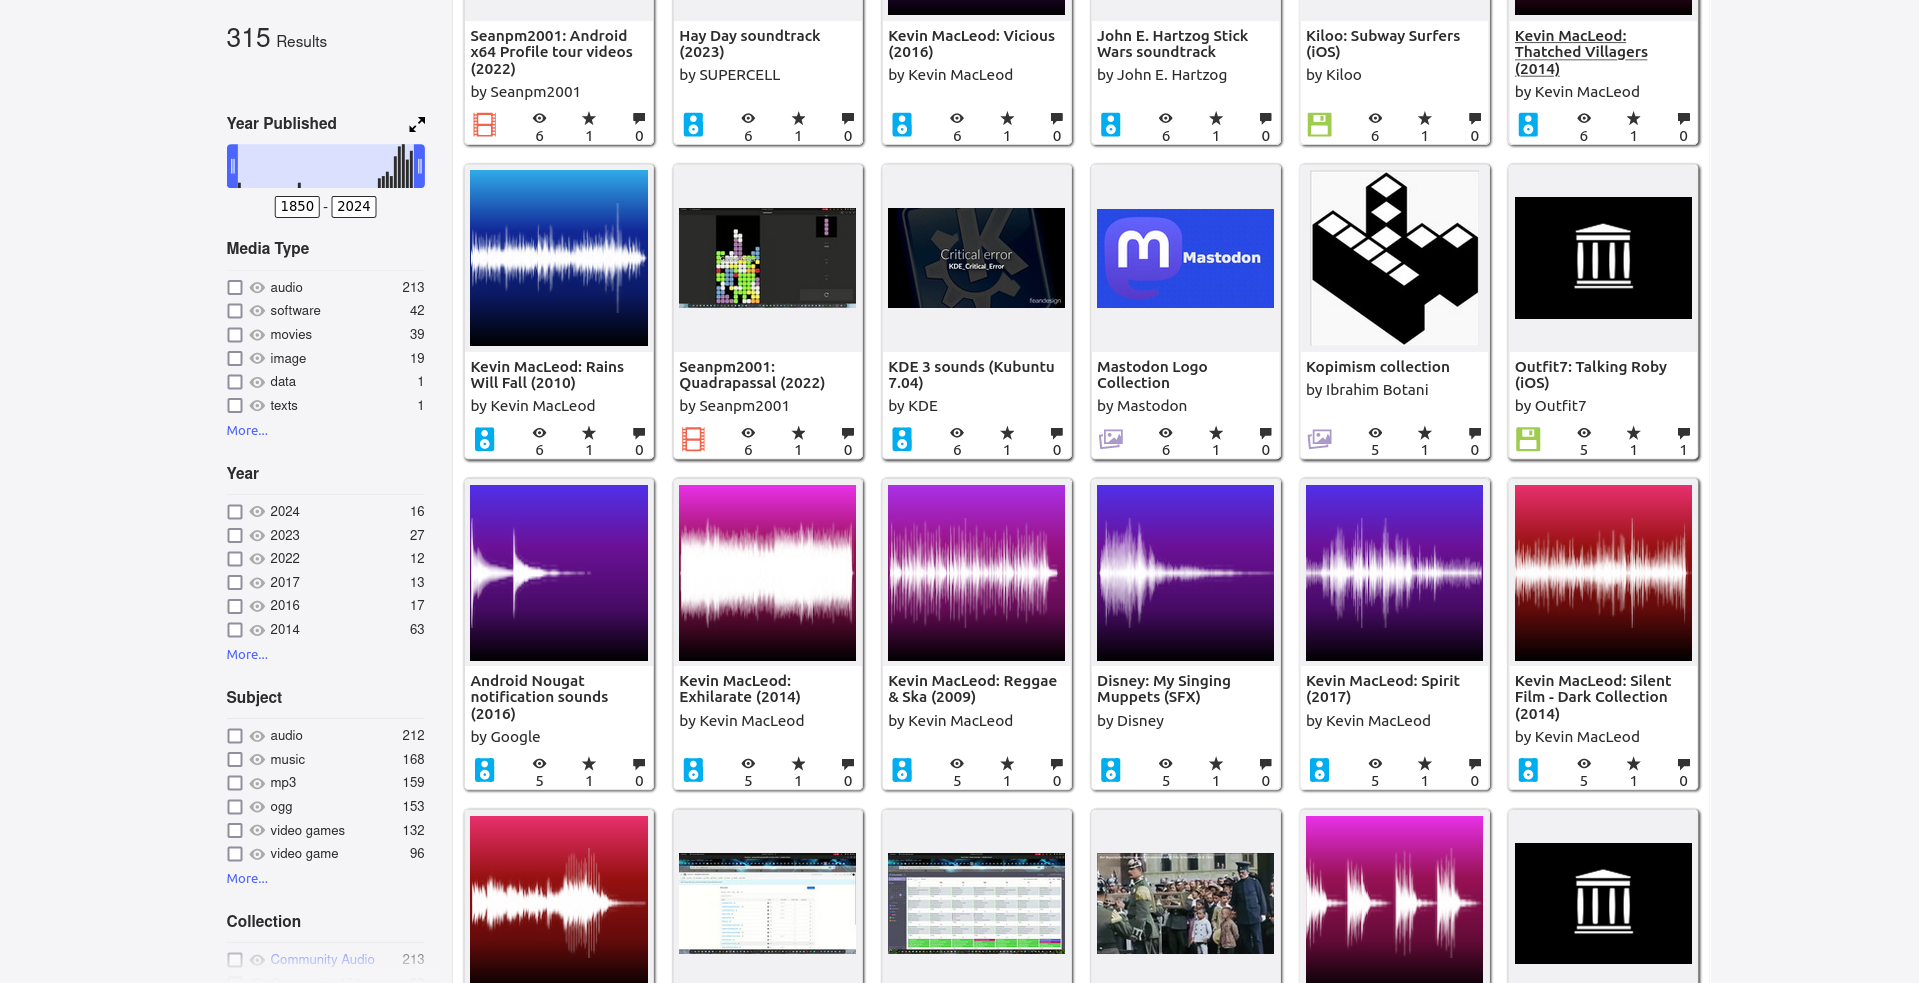 315 Results
Year Published
1850 - 2024
Media Type
audio 213
software 42
movies 39
image 19
data 1
texts 1
More...
Year
2024 16
2023 27
2022 12
2017 13
2016 17
2014 63
More...
Subject
audio 212
music 168
mp3 159
ogg 153
video games 132
video game 96
More...
Collection
Community Audio 213
Seanpm2001: Android
x64 Profile tour videos
(2022)
by Seanpm2001
6 1 0
Hay Day soundtrack
(2023)
by SUPERCELL
6 1 0
Kevin MacLeod: Vicious
(2016)
by Kevin MacLeod
6 1 0
John E. Hartzog Stick
Wars soundtrack
by John E. Hartzog
6 1 0
Kiloo: Subway Surfers
(iOS)
by Kiloo
6 1 0
Kevin MacLeod:
Thatched Villagers
(2014)
by Kevin MacLeod
6 1 0
Kevin MacLeod: Rains
Will Fall (2010)
by Kevin MacLeod
6 1 0
Seanpm2001:
Quadrapassal (2022)
by Seanpm2001
6 1 0
Critical error
KDE_Critical_Error
feandesign
KDE 3 sounds (Kubuntu
7.04)
by KDE
6 1 0
Mastodon
Mastodon Logo
Collection
by Mastodon
6 1 0
Kopimism collection
by Ibrahim Botani
5 1 0
Outfit7: Talking Roby
(iOS)
by Outfit7
5 1 1
Android Nougat
notification sounds
(2016)
by Google
5 1 0
Kevin MacLeod:
Exhilarate (2014)
by Kevin MacLeod
5 1 0
Kevin MacLeod: Reggae
& Ska (2009)
by Kevin MacLeod
5 1 0
Disney: My Singing
Muppets (SFX)
by Disney
5 1 0
Kevin MacLeod: Spirit
(2017)
by Kevin MacLeod
5 1 0
Kevin MacLeod: Silent
Film - Dark Collection
(2014)
by Kevin MacLeod
5 1 0